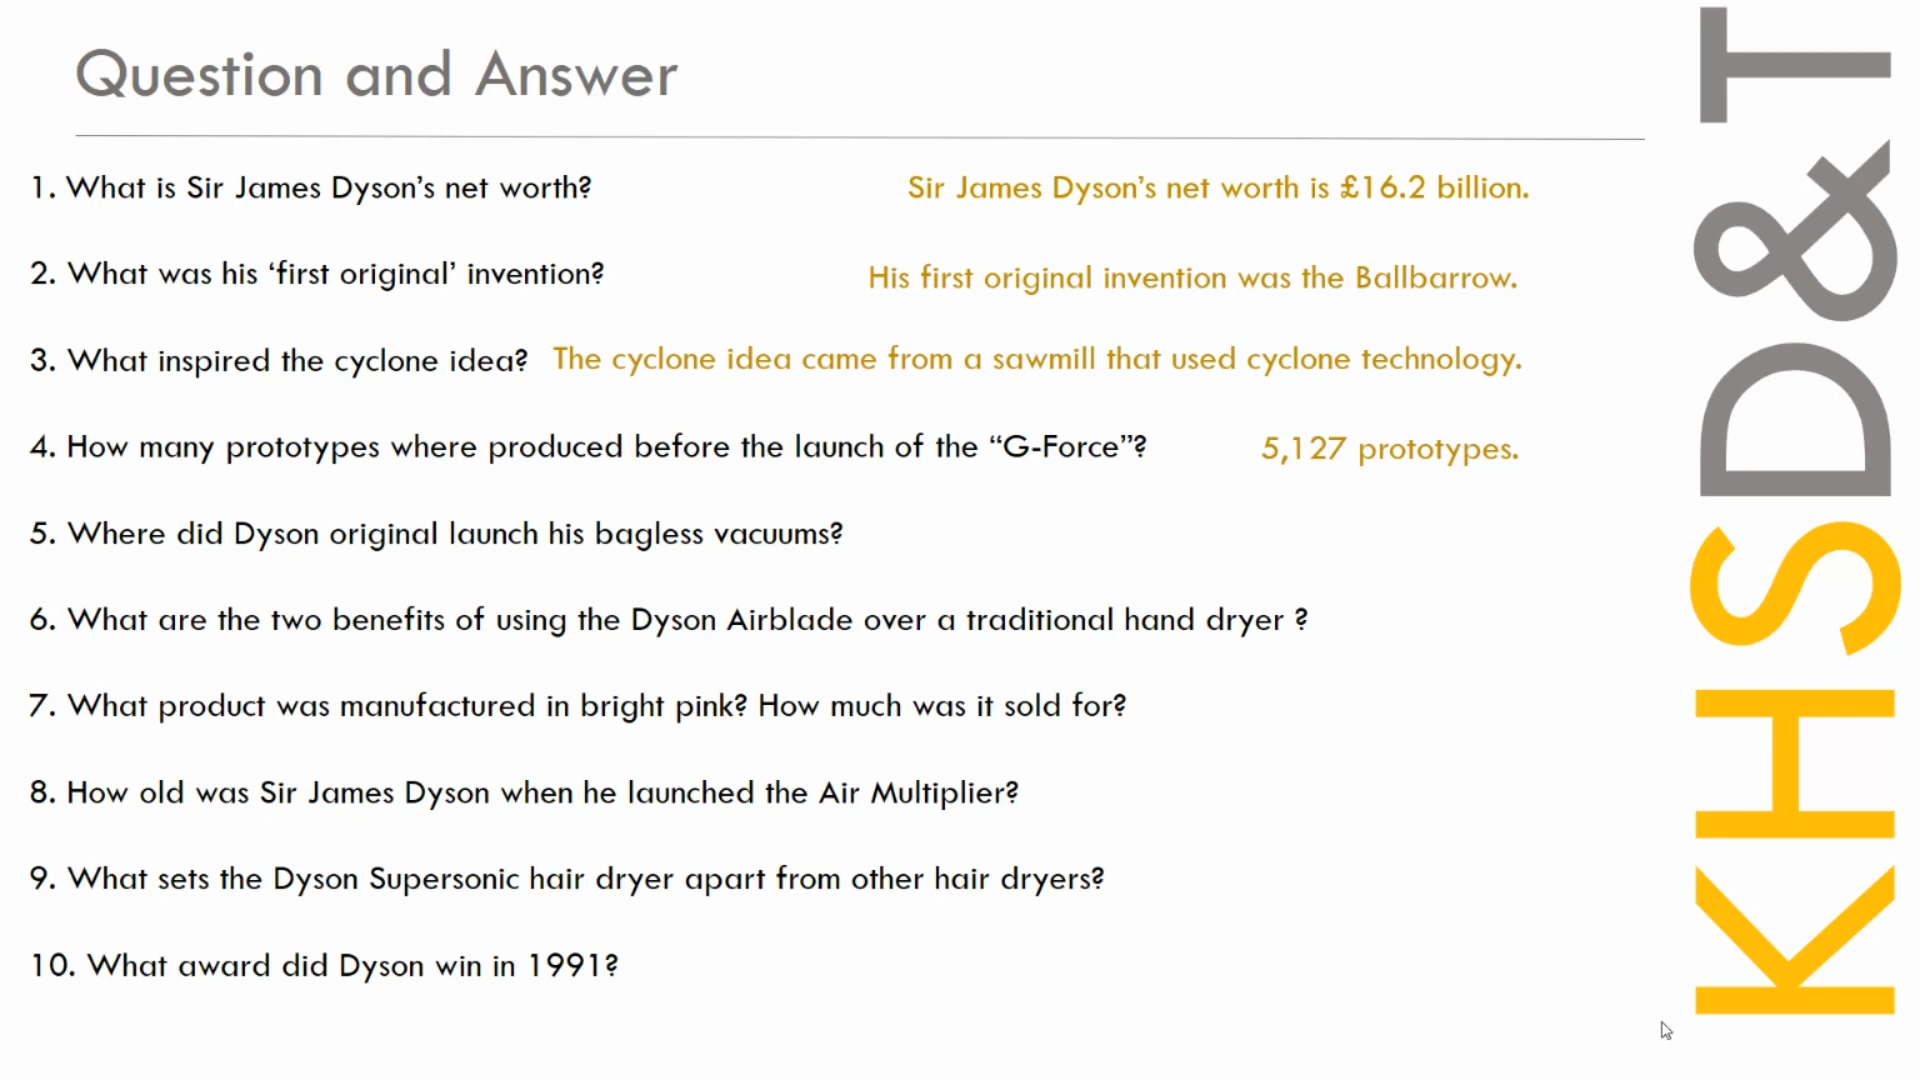 Question and Answer
1. What is Sir James Dyson’s net worth? Sir James Dyson’s net worth is £16.2 billion.
2. What was his ‘first original’ invention? His first original invention was the Ballbarrow.
3. What inspired the cyclone idea? The cyclone idea came from a sawmill that used cyclone technology.
4. How many prototypes where produced before the launch of the “G-Force”? 5,127 prototypes.
5. Where did Dyson original launch his bagless vacuums?
6. What are the two benefits of using the Dyson Airblade over a traditional hand dryer ?
7. What product was manufactured in bright pink? How much was it sold for?
8. How old was Sir James Dyson when he launched the Air Multiplier?
9. What sets the Dyson Supersonic hair dryer apart from other hair dryers?
10. What award did Dyson win in 1991?
KHSD&T